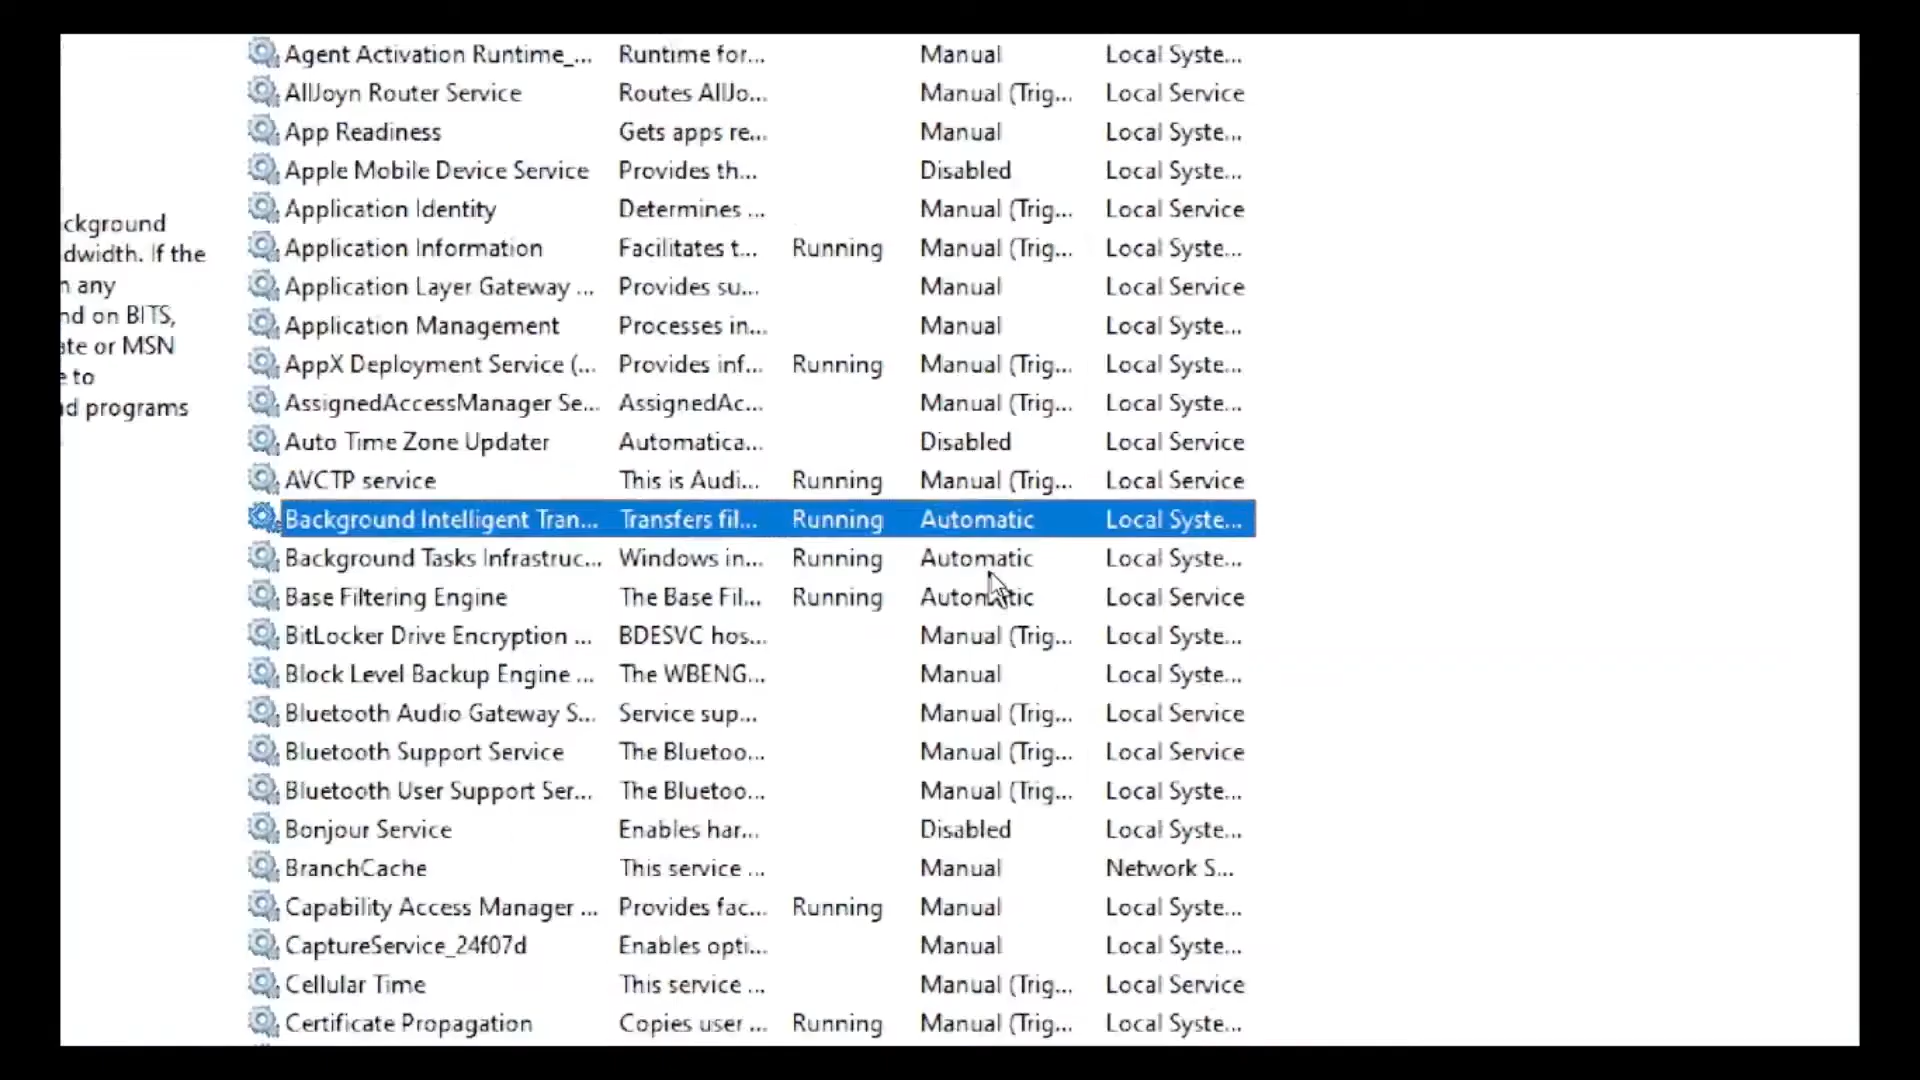 ckground
dwidth. If the
n any
nd on BITS,
ate or MSN
e to
d programs
Agent Activation Runtime_... Runtime for... Manual Local Syste...
AllJoyn Router Service Routes AllJo... Manual (Trig... Local Service
App Readiness Gets apps re... Manual Local Syste...
Apple Mobile Device Service Provides th... Disabled Local Syste...
Application Identity Determines ... Manual (Trig... Local Service
Application Information Facilitates t... Running Manual (Trig... Local Syste...
Application Layer Gateway ... Provides su... Manual Local Service
Application Management Processes in... Manual Local Syste...
AppX Deployment Service (... Provides inf... Running Manual (Trig... Local Syste...
AssignedAccessManager Se... AssignedAc... Manual (Trig... Local Syste...
Auto Time Zone Updater Automatica... Disabled Local Service
AVCTP service This is Audi... Running Manual (Trig... Local Service
Background Intelligent Tran... Transfers fil... Running Automatic Local Syste...
Background Tasks Infrastruc... Windows in... Running Automatic Local Syste...
Base Filtering Engine The Base Fil... Running Automatic Local Service
BitLocker Drive Encryption ... BDESVC hos... Manual (Trig... Local Syste...
Block Level Backup Engine ... The WBENG... Manual Local Syste...
Bluetooth Audio Gateway S... Service sup... Manual (Trig... Local Service
Bluetooth Support Service The Bluetoo... Manual (Trig... Local Service
Bluetooth User Support Ser... The Bluetoo... Manual (Trig... Local Syste...
Bonjour Service Enables har... Disabled Local Syste...
BranchCache This service ... Manual Network S...
Capability Access Manager ... Provides fac... Running Manual Local Syste...
CaptureService_24f07d Enables opti... Manual Local Syste...
Cellular Time This service ... Manual (Trig... Local Service
Certificate Propagation Copies user ... Running Manual (Trig... Local Syste...